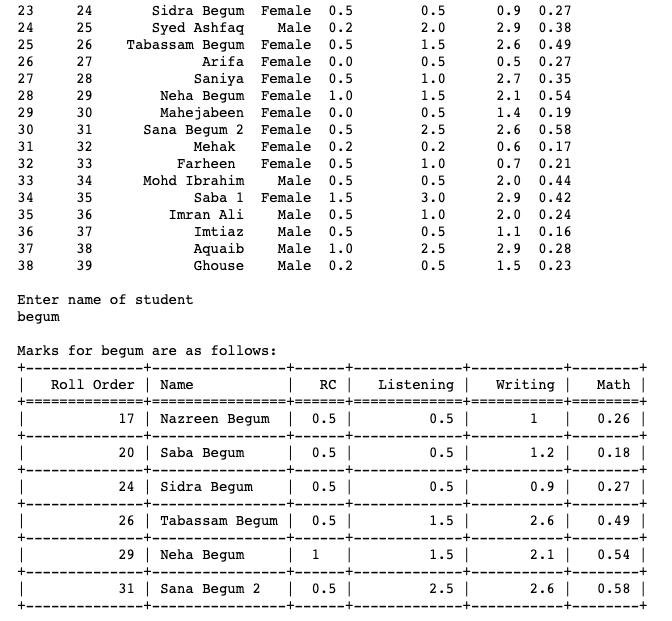 23     24       Sidra Begum  Female  0.5        0.5      0.9  0.27
24     25       Syed Ashfaq    Male  0.2        2.0      2.9  0.38
25     26    Tabassam Begum  Female  0.5        1.5      2.6  0.49
26     27             Arifa  Female  0.0        0.5      0.5  0.27
27     28            Saniya  Female  0.5        1.0      2.7  0.35
28     29        Neha Begum  Female  1.0        1.5      2.1  0.54
29     30        Mahejabeen  Female  0.0        0.5      1.4  0.19
30     31      Sana Begum 2  Female  0.5        2.5      2.6  0.58
31     32            Mehak   Female  0.2        0.2      0.6  0.17
32     33          Farheen   Female  0.5        1.0      0.7  0.21
33     34      Mohd Ibrahim    Male  0.5        0.5      2.0  0.44
34     35            Saba 1  Female  1.5        3.0      2.9  0.42
35     36         Imran Ali    Male  0.5        1.0      2.0  0.24
36     37            Imtiaz    Male  0.5        0.5      1.1  0.16
37     38            Aquaib    Male  1.0        2.5      2.9  0.28
38     39            Ghouse    Male  0.2        0.5      1.5  0.23
Enter name of student
begum
Marks for begum are as follows:
| Roll Order | Name | RC | Listening | Writing | Math |
| 17 | Nazreen Begum | 0.5 | 0.5 | 1 | 0.26 |
| 20 | Saba Begum | 0.5 | 0.5 | 1.2 | 0.18 |
| 24 | Sidra Begum | 0.5 | 0.5 | 0.9 | 0.27 |
| 26 | Tabassam Begum | 0.5 | 1.5 | 2.6 | 0.49 |
| 29 | Neha Begum | 1 | 1.5 | 2.1 | 0.54 |
| 31 | Sana Begum 2 | 0.5 | 2.5 | 2.6 | 0.58 |